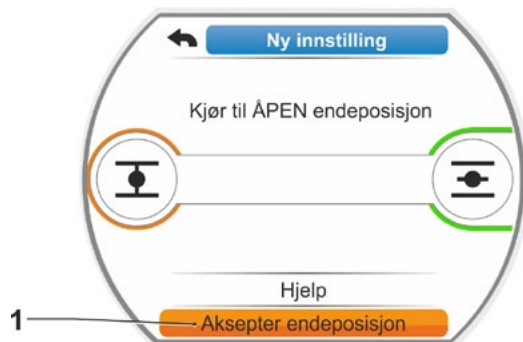 Ny innstilling
Kjør til ÅPEN endeposisjon
Hjelp
1
Aksepter endeposisjon